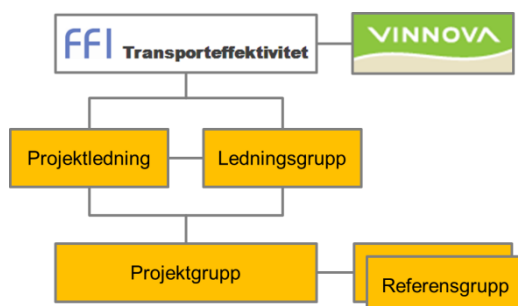 FFI Transporteffektivitet
VINNOVA
Projektledning
Ledningsgrupp
Projektgrupp
Referensgrupp